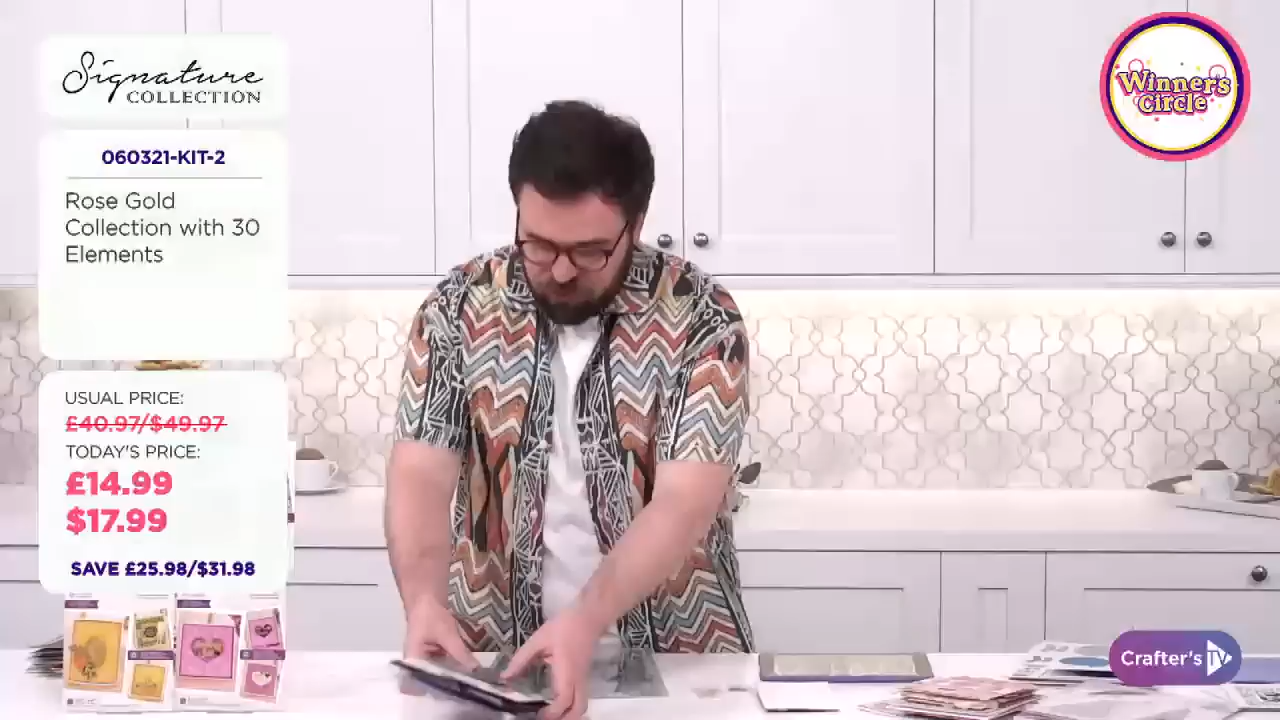 Signature
COLLECTION
060321-KIT-2
Rose Gold
Collection with 30
Elements
USUAL PRICE:
£40.97/$49.97
TODAY'S PRICE:
£14.99
$17.99
SAVE £25.98/$31.98
Winner's
Circle
Crafter's TV